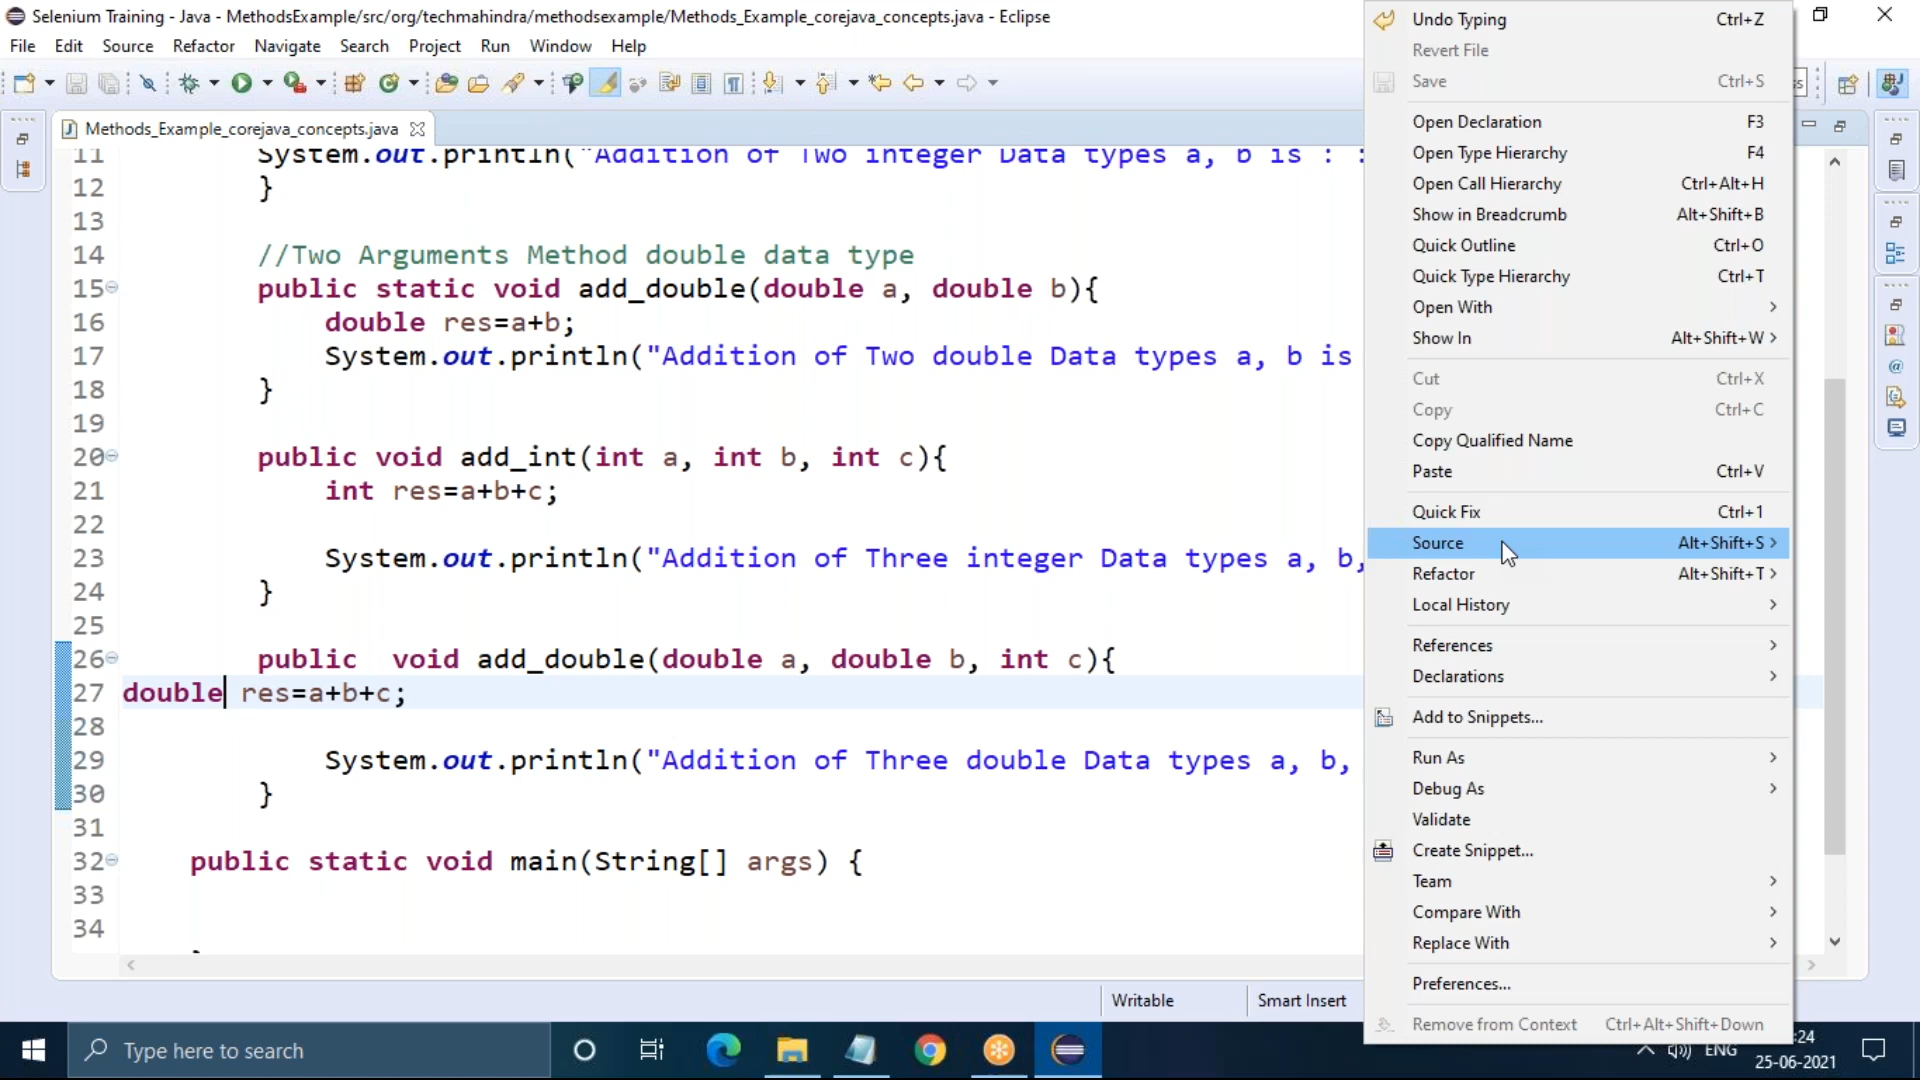 Selenium Training - Java - MethodsExample/src/org/techmahindra/methodsexample/Methods_Example_corejava_concepts.java - Eclipse
File Edit Source Refactor Navigate Search Project Run Window Help
Methods_Example_corejava_concepts.java
11 System.out.println("Addition of Two integer Data types a, b is : :
12 }
13
14 //Two Arguments Method double data type
15 public static void add_double(double a, double b){
16 double res=a+b;
17 System.out.println("Addition of Two double Data types a, b is
18 }
19
20 public void add_int(int a, int b, int c){
21 int res=a+b+c;
22
23 System.out.println("Addition of Three integer Data types a, b,
24 }
25
26 public  void add_double(double a, double b, int c){
27 double res=a+b+c;
28
29 System.out.println("Addition of Three double Data types a, b,
30 }
31
32 public static void main(String[] args) {
33
34
Writable Smart Insert
Undo Typing Ctrl+Z
Revert File
Save Ctrl+S
Open Declaration F3
Open Type Hierarchy F4
Open Call Hierarchy Ctrl+Alt+H
Show in Breadcrumb Alt+Shift+B
Quick Outline Ctrl+O
Quick Type Hierarchy Ctrl+T
Open With
Show In Alt+Shift+W
Cut Ctrl+X
Copy Ctrl+C
Copy Qualified Name
Paste Ctrl+V
Quick Fix Ctrl+1
Source Alt+Shift+S
Refactor Alt+Shift+T
Local History
References
Declarations
Add to Snippets...
Run As
Debug As
Validate
Create Snippet...
Team
Compare With
Replace With
Preferences...
Remove from Context Ctrl+Alt+Shift+Down
Type here to search
ENG
:24
25-06-2021